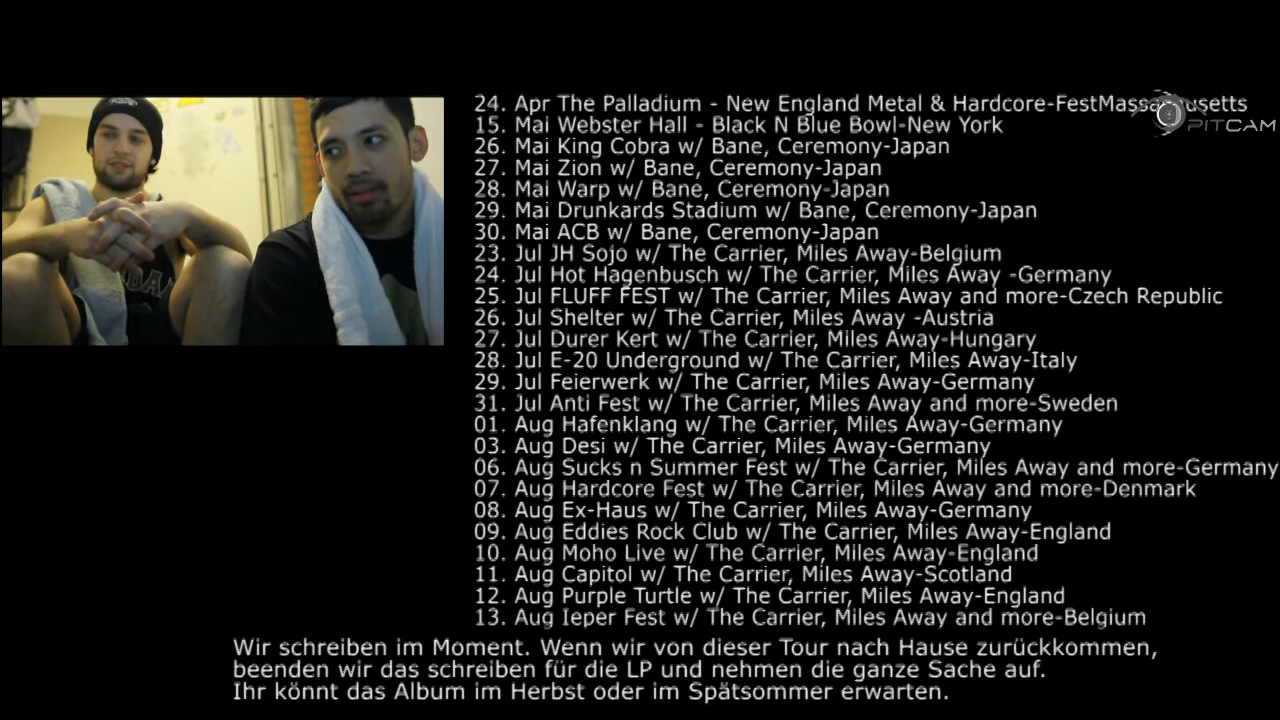 24. Apr The Palladium - New England Metal & Hardcore-FestMassachusetts
15. Mai Webster Hall - Black N Blue Bowl-New York
PITCAM
26. Mai King Cobra w/ Bane, Ceremony-Japan
27. Mai Zion w/ Bane, Ceremony-Japan
28. Mai Warp w/ Bane, Ceremony-Japan
29. Mai Drunkards Stadium w/ Bane, Ceremony-Japan
30. Mai ACB w/ Bane, Ceremony-Japan
23. Jul JH Sojo w/ The Carrier, Miles Away-Belgium
24. Jul Hot Hagenbusch w/ The Carrier, Miles Away -Germany
25. Jul FLUFF FEST w/ The Carrier, Miles Away and more-Czech Republic
26. Jul Shelter w/ The Carrier, Miles Away -Austria
27. Jul Durer Kert w/ The Carrier, Miles Away-Hungary
28. Jul E-20 Underground w/ The Carrier, Miles Away-Italy
29. Jul Feierwerk w/ The Carrier, Miles Away-Germany
31. Jul Anti Fest w/ The Carrier, Miles Away and more-Sweden
01. Aug Hafenklang w/ The Carrier, Miles Away-Germany
03. Aug Desi w/ The Carrier, Miles Away-Germany
06. Aug Sucks n Summer Fest w/ The Carrier, Miles Away and more-Germany
07. Aug Hardcore Fest w/ The Carrier, Miles Away and more-Denmark
08. Aug Ex-Haus w/ The Carrier, Miles Away-Germany
09. Aug Eddies Rock Club w/ The Carrier, Miles Away-England
10. Aug Moho Live w/ The Carrier, Miles Away-England
11. Aug Capitol w/ The Carrier, Miles Away-Scotland
12. Aug Purple Turtle w/ The Carrier, Miles Away-England
13. Aug Ieper Fest w/ The Carrier, Miles Away and more-Belgium
Wir schreiben im Moment. Wenn wir von dieser Tour nach Hause zurückkommen,
beenden wir das schreiben für die LP und nehmen die ganze Sache auf.
Ihr könnt das Album im Herbst oder im Spätsommer erwarten.